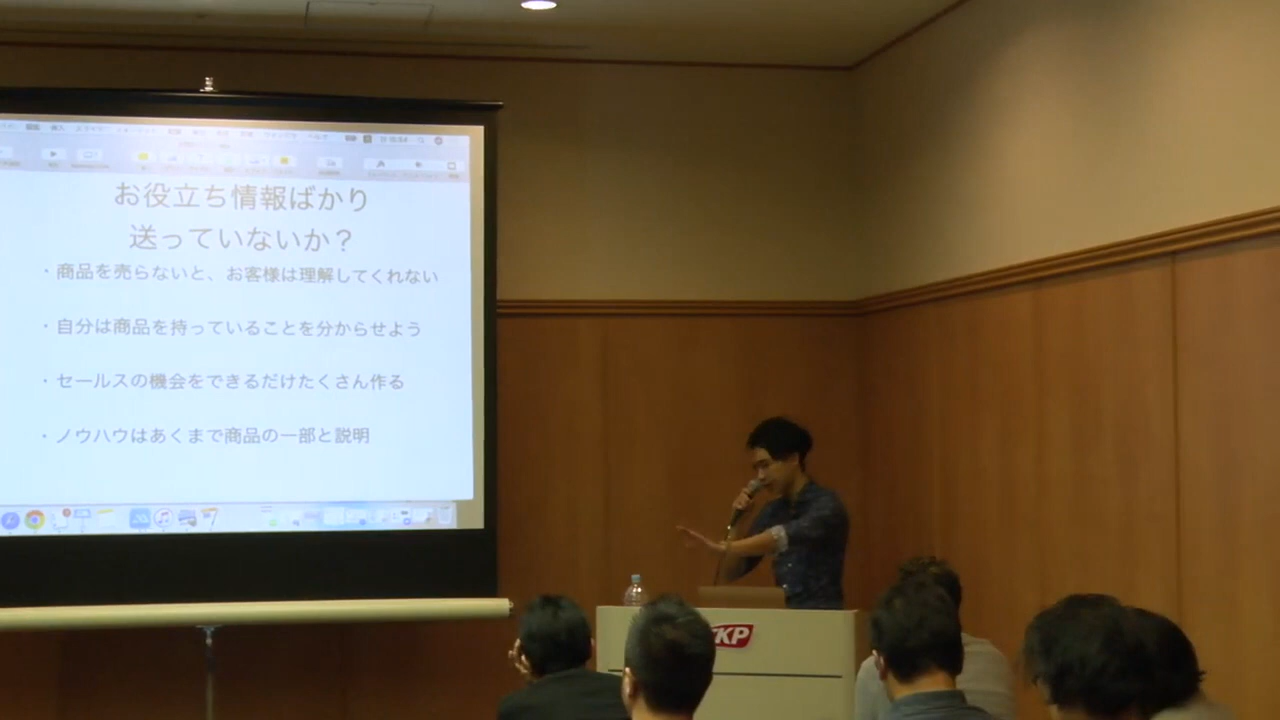 お役立ち情報ばかり
送っていないか？
・商品を売らないと、お客様は理解してくれない
・自分は商品を持っていることを分からせよう
・セールスの機会をできるだけたくさん作る
・ノウハウはあくまで商品の一部と説明
TKP